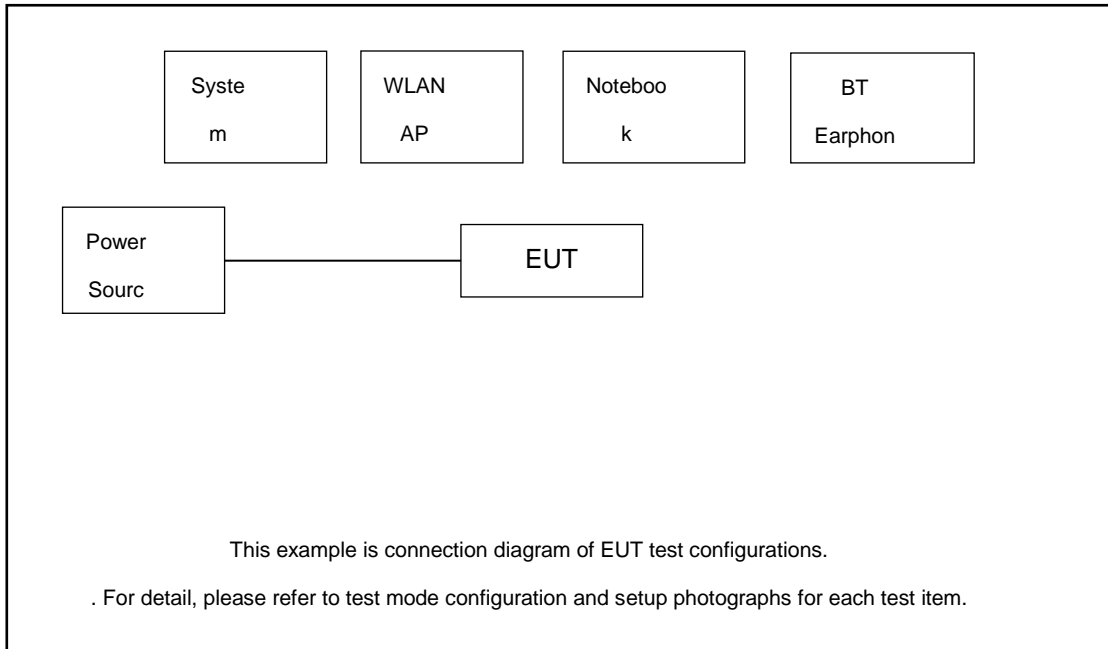 Syste
m
WLAN
AP
Noteboo
k
BT
Earphon
Power
Sourc
EUT
This example is connection diagram of EUT test configurations.
. For detail, please refer to test mode configuration and setup photographs for each test item.